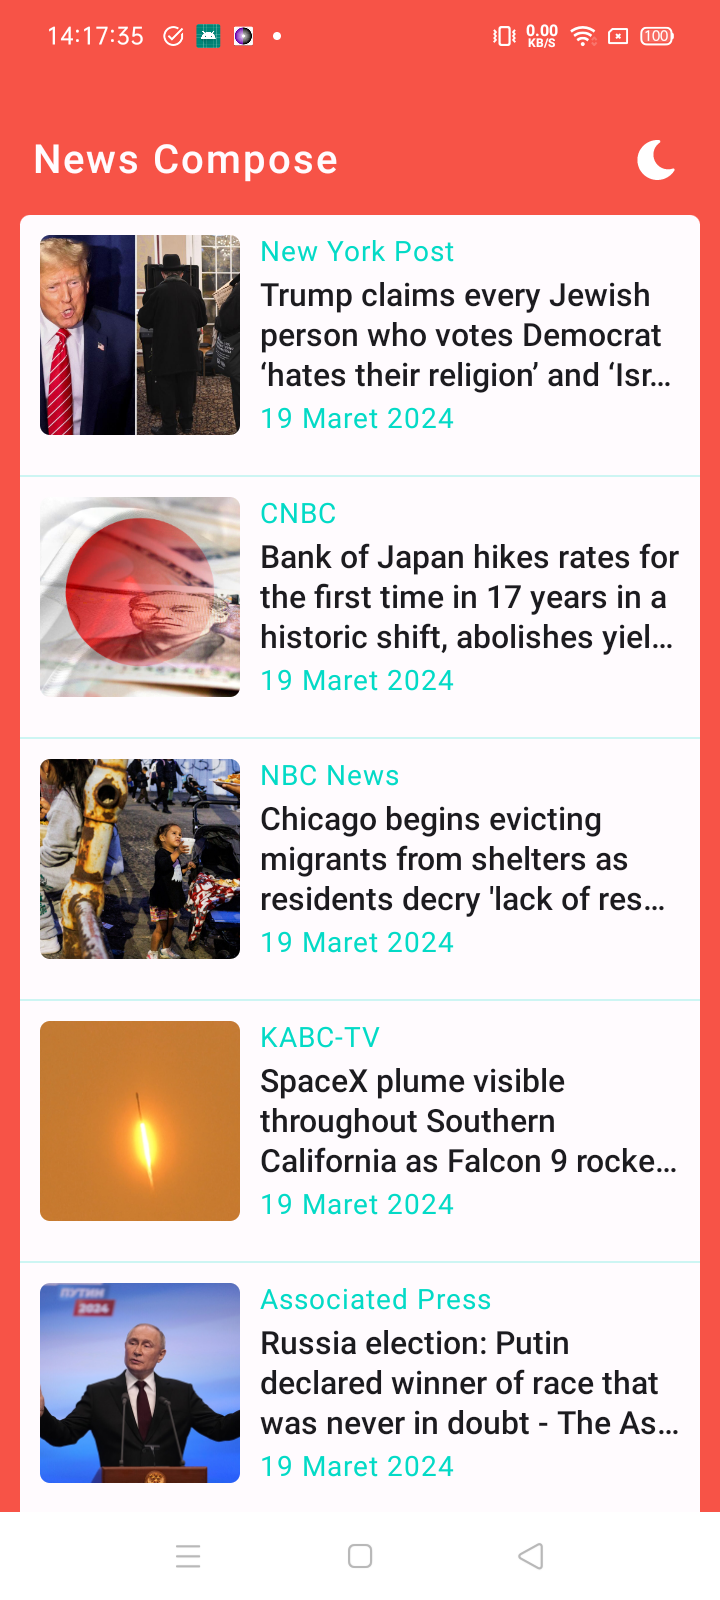 14:17:35
0.00
KB/S
100
News Compose
New York Post
Trump claims every Jewish
person who votes Democrat
‘hates their religion’ and ‘Isr…
19 Maret 2024
CNBC
Bank of Japan hikes rates for
the first time in 17 years in a
historic shift, abolishes yiel…
19 Maret 2024
NBC News
Chicago begins evicting
migrants from shelters as
residents decry 'lack of res…
19 Maret 2024
KABC-TV
SpaceX plume visible
throughout Southern
California as Falcon 9 rocke…
19 Maret 2024
ПУТИН
2024
Associated Press
Russia election: Putin
declared winner of race that
was never in doubt - The As…
19 Maret 2024